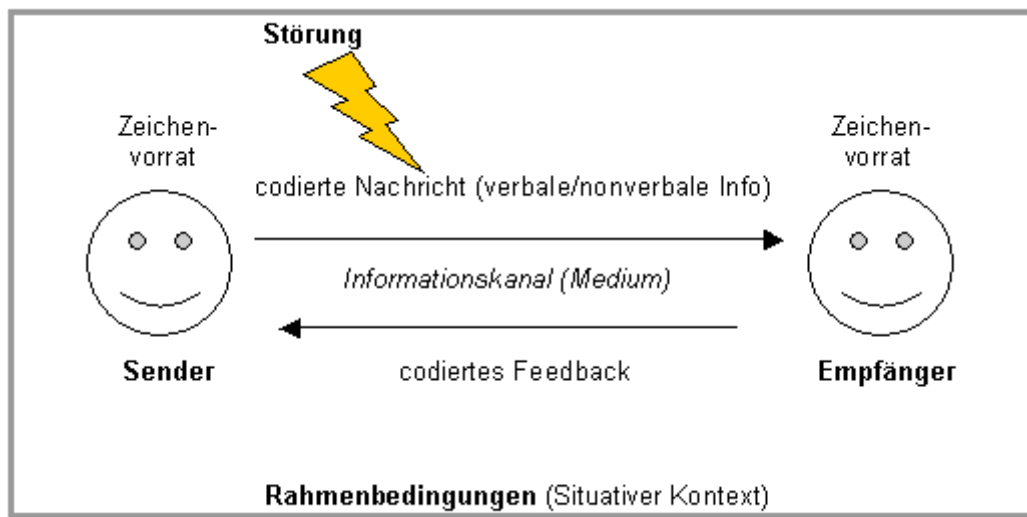 Störung
Zeichen-
vorrat
Zeichen-
vorrat
codierte Nachricht (verbale/nonverbale Info)
Informationskanal (Medium)
Sender
codiertes Feedback
Empfänger
Rahmenbedingungen (Situativer Kontext)